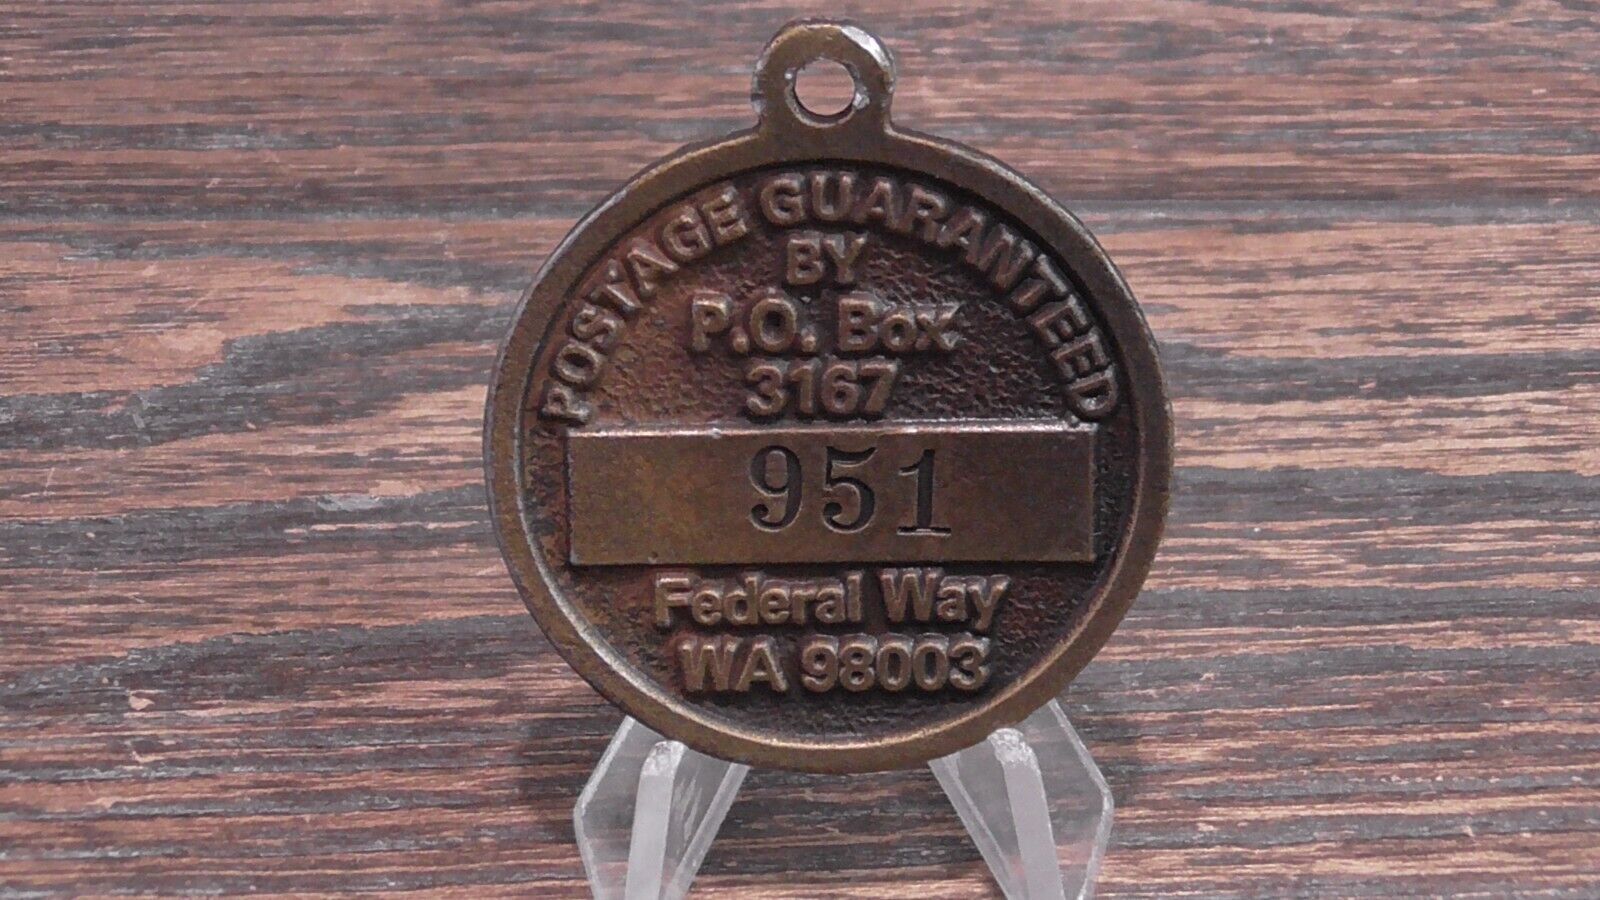 POSTAGE GUARANTEED
BY
P.O. Box
3167
951
Federal Way
WA 98003